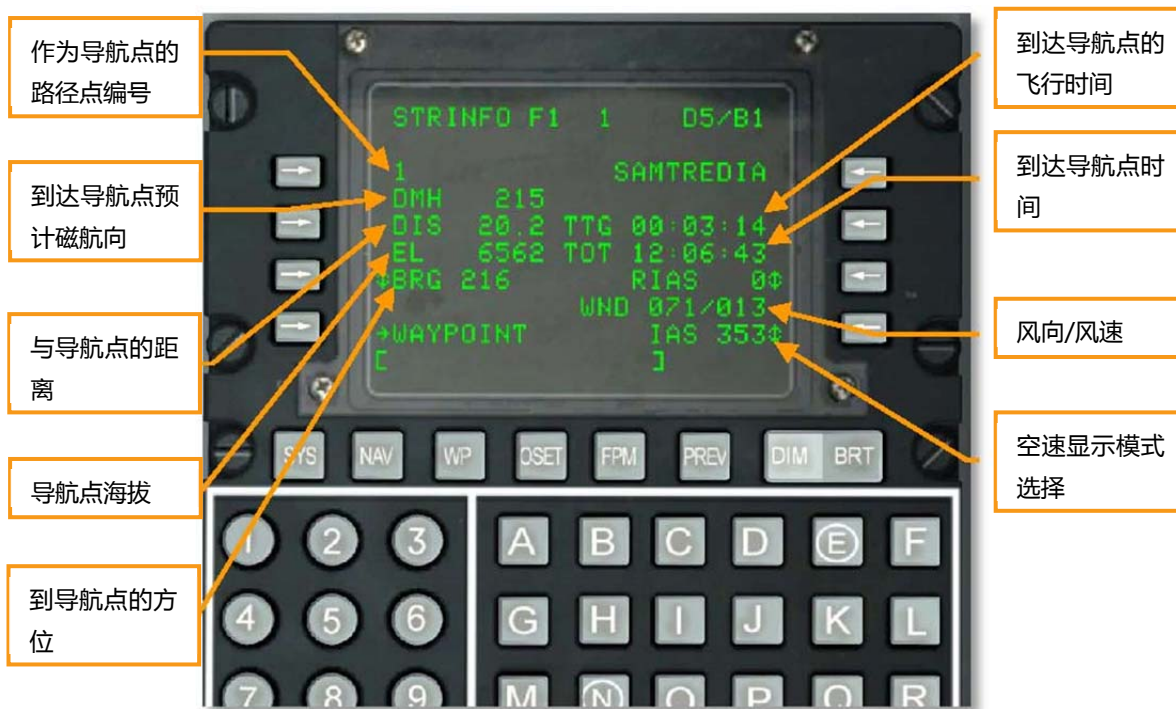 作为导航点的
路径点编号
到达导航点预
计磁航向
与导航点的距
离
导航点海拔
到导航点的方
位
STRINFO F1 1 D5/B1
1 SAMTREDIA
DMH 215
DIS 20.2 TTG 00:03:14
EL 6562 TOT 12:06:43
↕BRG 216 RIAS 0↕
WND 071/013
→WAYPOINT IAS 353↕
[ ]
SYS NAV WP OSET FPM PREV DIM BRT
1 2 3 A B C D E F
4 5 6 G H I J K L
7 8 9 M N O P Q R
到达导航点的
飞行时间
到达导航点时
间
风向/风速
空速显示模式
选择